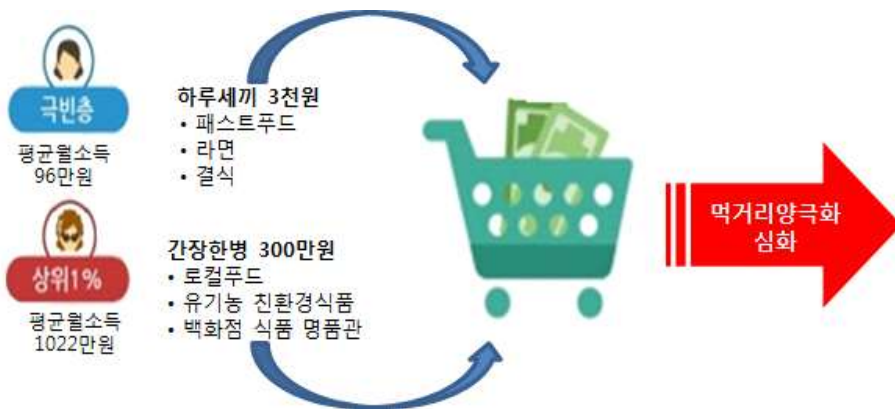 극빈층
평균월소득
96만원
하루세끼 3천원
• 패스트푸드
• 라면
• 결식
상위1%
평균월소득
1022만원
간장한병 300만원
• 로컬푸드
• 유기농 친환경식품
• 백화점 식품 명품관
먹거리양극화
심화